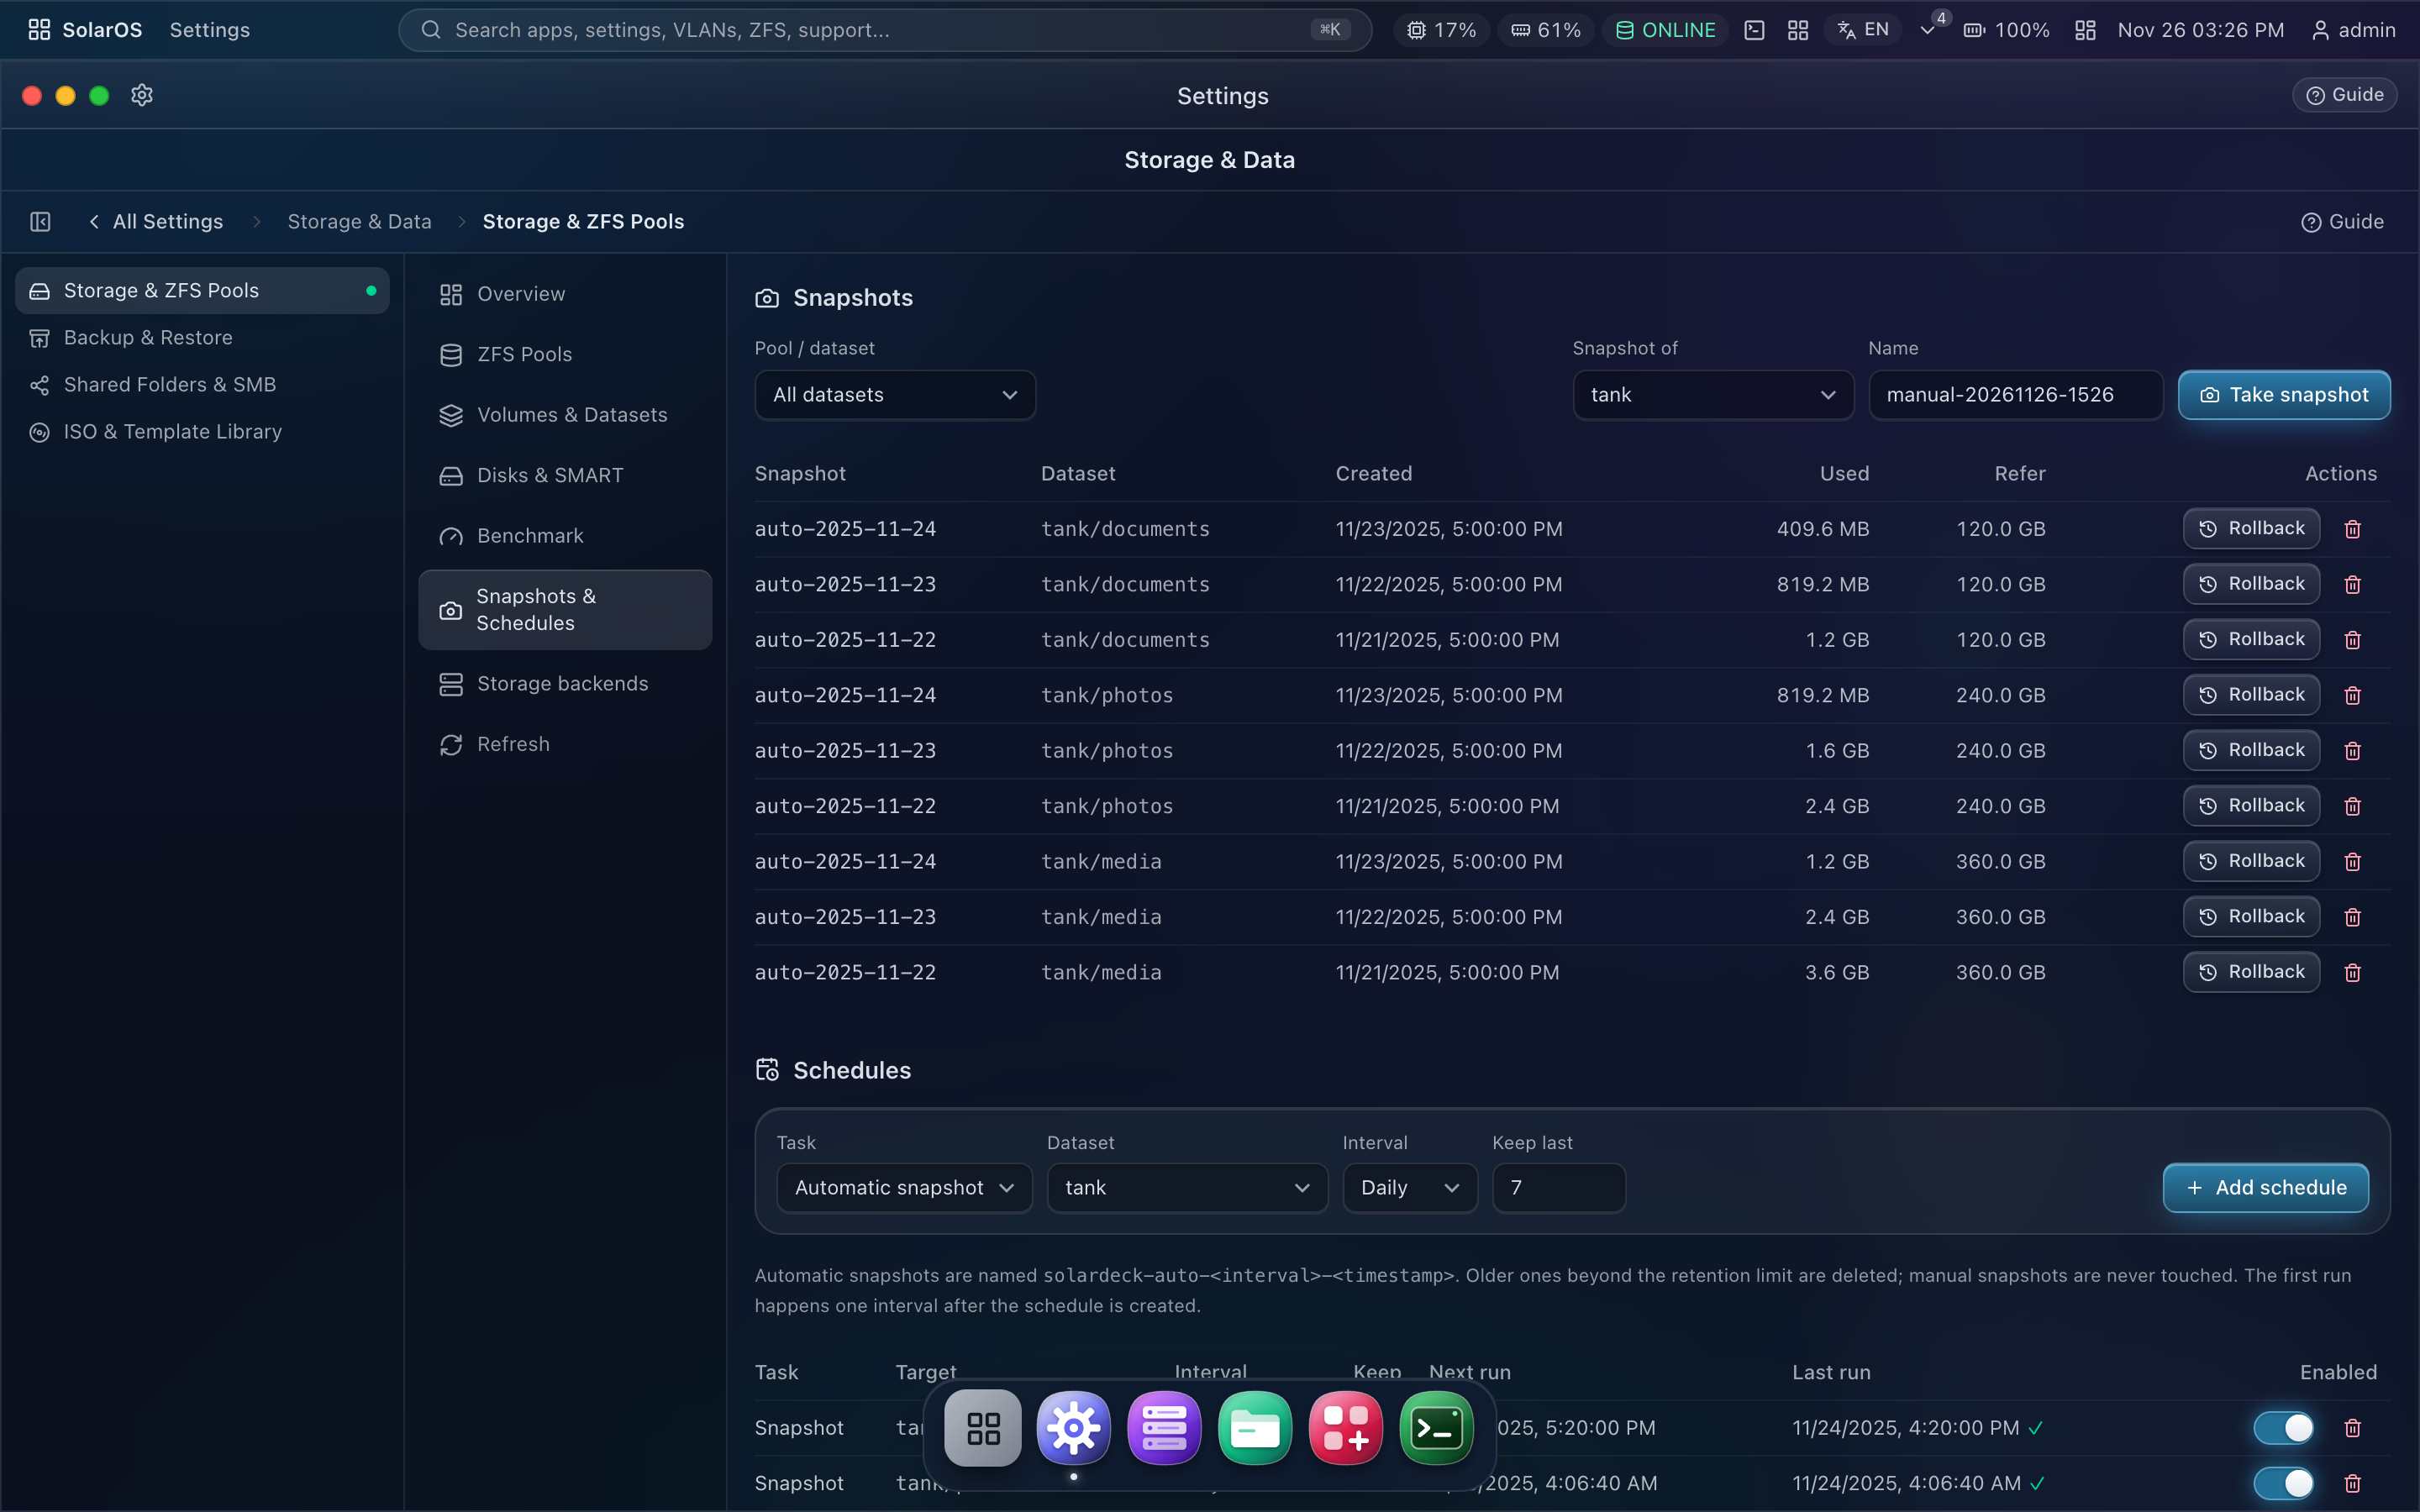 SolarOS Settings Search apps, settings, VLANs, ZFS, support... ⌘K 17% 61% ONLINE EN 4 100% Nov 26 03:26 PM admin
Settings Guide
Storage & Data
All Settings Storage & Data Storage & ZFS Pools Guide
Storage & ZFS Pools
Backup & Restore
Shared Folders & SMB
ISO & Template Library
Overview
ZFS Pools
Volumes & Datasets
Disks & SMART
Benchmark
Snapshots &
Schedules
Storage backends
Refresh
Snapshots
Pool / dataset Snapshot of Name
All datasets tank manual-20261126-1526 Take snapshot
Snapshot Dataset Created Used Refer Actions
auto-2025-11-24 tank/documents 11/23/2025, 5:00:00 PM 409.6 MB 120.0 GB Rollback
auto-2025-11-23 tank/documents 11/22/2025, 5:00:00 PM 819.2 MB 120.0 GB Rollback
auto-2025-11-22 tank/documents 11/21/2025, 5:00:00 PM 1.2 GB 120.0 GB Rollback
auto-2025-11-24 tank/photos 11/23/2025, 5:00:00 PM 819.2 MB 240.0 GB Rollback
auto-2025-11-23 tank/photos 11/22/2025, 5:00:00 PM 1.6 GB 240.0 GB Rollback
auto-2025-11-22 tank/photos 11/21/2025, 5:00:00 PM 2.4 GB 240.0 GB Rollback
auto-2025-11-24 tank/media 11/23/2025, 5:00:00 PM 1.2 GB 360.0 GB Rollback
auto-2025-11-23 tank/media 11/22/2025, 5:00:00 PM 2.4 GB 360.0 GB Rollback
auto-2025-11-22 tank/media 11/21/2025, 5:00:00 PM 3.6 GB 360.0 GB Rollback
Schedules
Task Dataset Interval Keep last
Automatic snapshot tank Daily 7 + Add schedule
Automatic snapshots are named solardeck-auto-<interval>-<timestamp>. Older ones beyond the retention limit are deleted; manual snapshots are never touched. The first run
happens one interval after the schedule is created.
Task Target Interval Keep Next run Last run Enabled
Snapshot 025, 5:20:00 PM 11/24/2025, 4:20:00 PM ✓
Snapshot /2025, 4:06:40 AM 11/24/2025, 4:06:40 AM ✓